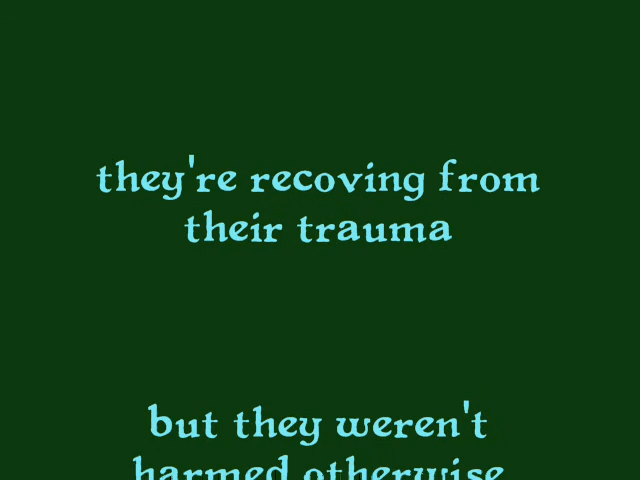 they're recoving from
their trauma
but they weren't
harmed otherwise